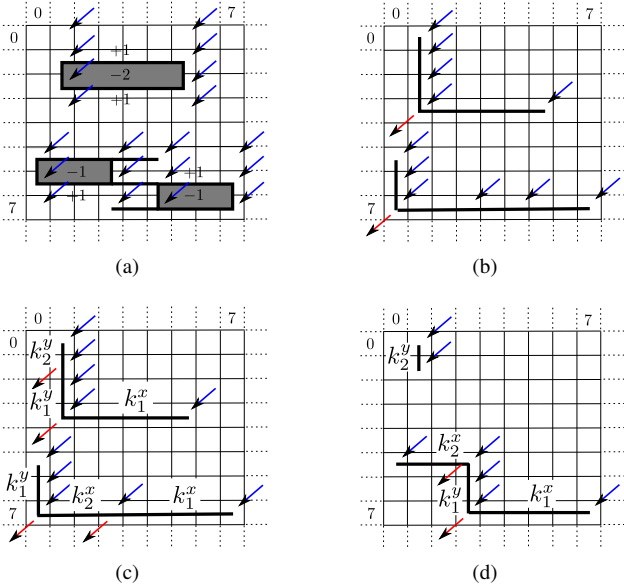 0 7
0
+1
−2
+1
−1 +1
+1 −1
7
(a)
0 7
0
7
(b)
0 7
0
k_2^y
k_1^y k_1^x
k_1^y
k_2^x k_1^x
7
(c)
0 7
0
k_2^y
k_2^x
k_1^y k_1^x
7
(d)